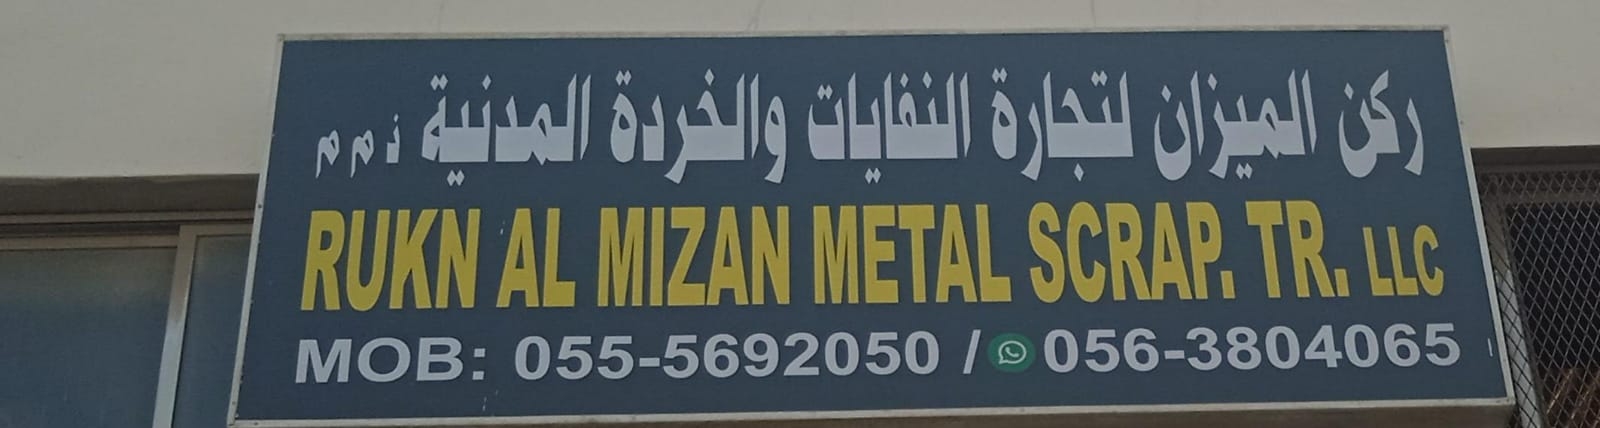 ركن الميزان لتجارة النفايات والخردة المدنية ذ م م
RUKN AL MIZAN METAL SCRAP. TR. LLC
MOB: 055-5692050 / 056-3804065